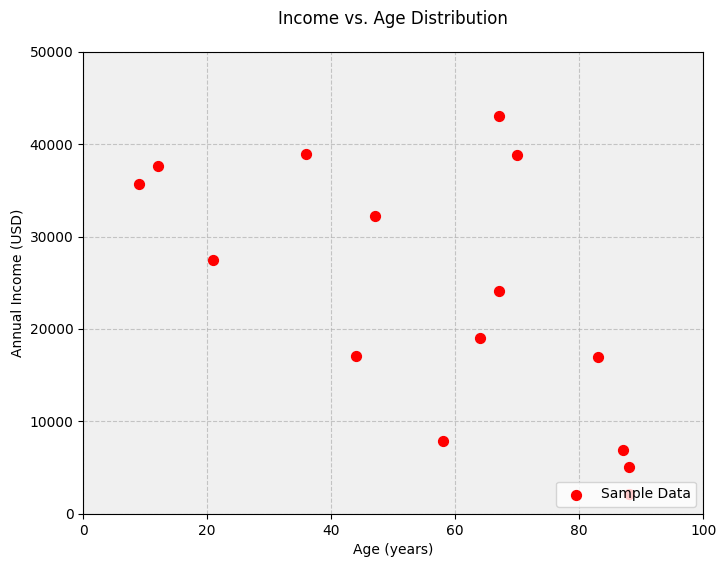 Income vs. Age Distribution
50000
40000
30000
20000
10000
0
Annual Income (USD)
Sample Data
0 20 40 60 80 100
Age (years)